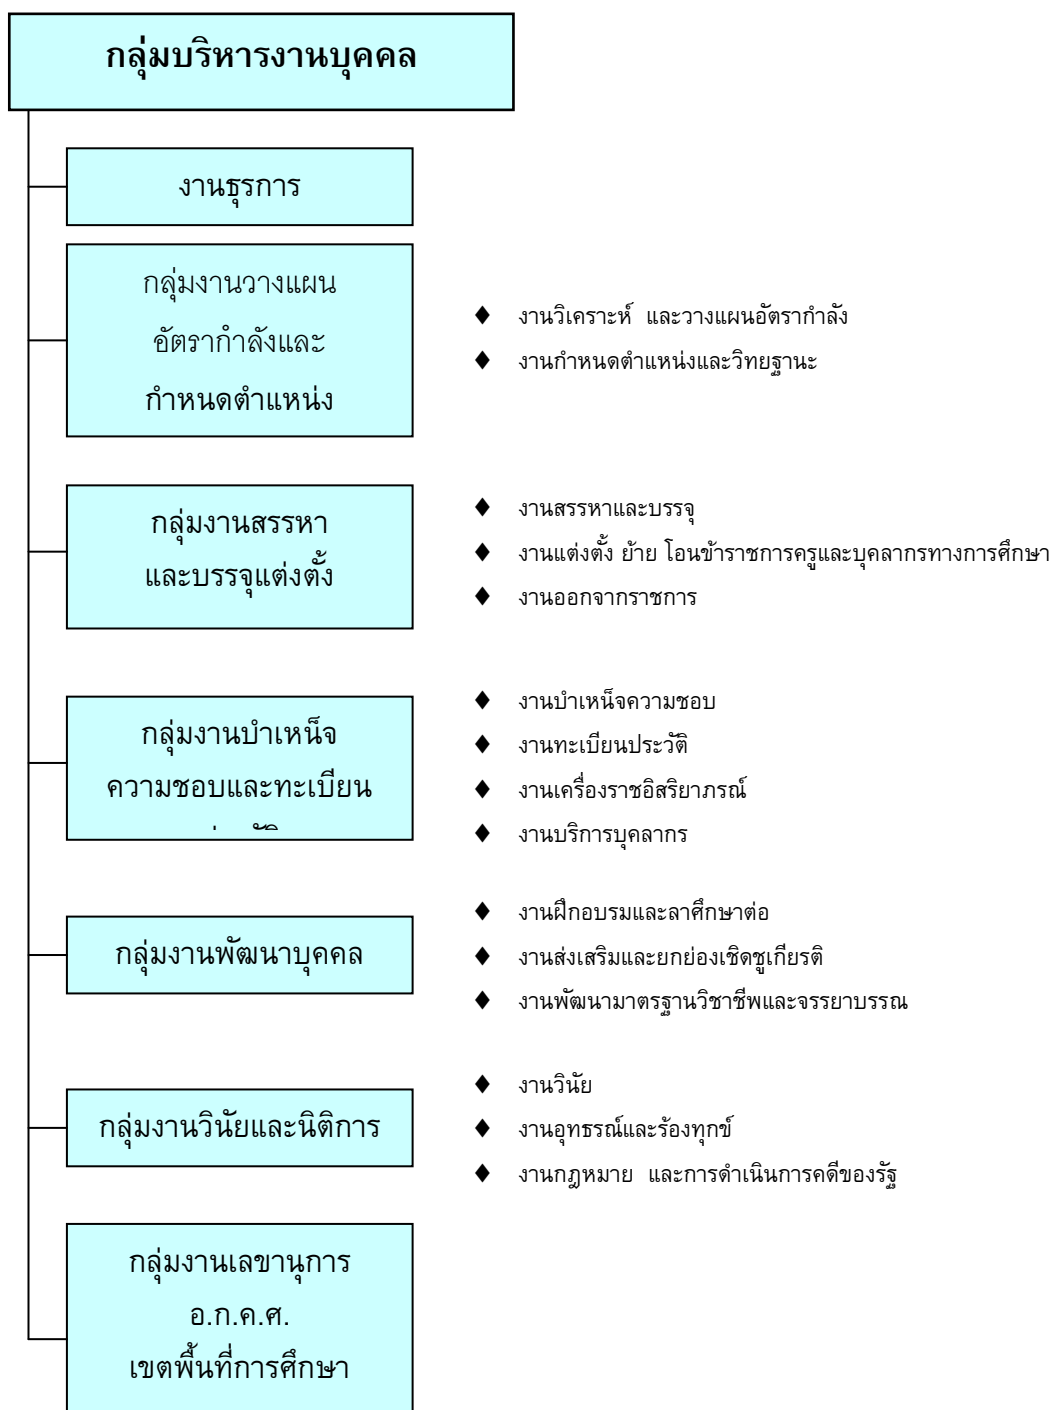 กลุ่มบริหารงานบุคคล
งานธุรการ
กลุ่มงานวางแผน
อัตรากำลังและ
กำหนดตำแหน่ง
♦ งานวิเคราะห์ และวางแผนอัตรากำลัง
♦ งานกำหนดตำแหน่งและวิทยฐานะ
กลุ่มงานสรรหา
และบรรจุแต่งตั้ง
♦ งานสรรหาและบรรจุ
♦ งานแต่งตั้ง ย้าย โอนข้าราชการครูและบุคลากรทางการศึกษา
♦ งานออกจากราชการ
กลุ่มงานบำเหน็จ
ความชอบและทะเบียน
♦ งานบำเหน็จความชอบ
♦ งานทะเบียนประวัติ
♦ งานเครื่องราชอิสริยาภรณ์
♦ งานบริการบุคลากร
กลุ่มงานพัฒนาบุคคล
♦ งานฝึกอบรมและลาศึกษาต่อ
♦ งานส่งเสริมและยกย่องเชิดชูเกียรติ
♦ งานพัฒนามาตรฐานวิชาชีพและจรรยาบรรณ
กลุ่มงานวินัยและนิติการ
♦ งานวินัย
♦ งานอุทธรณ์และร้องทุกข์
♦ งานกฎหมาย และการดำเนินการคดีของรัฐ
กลุ่มงานเลขานุการ
อ.ก.ค.ศ.
เขตพื้นที่การศึกษา